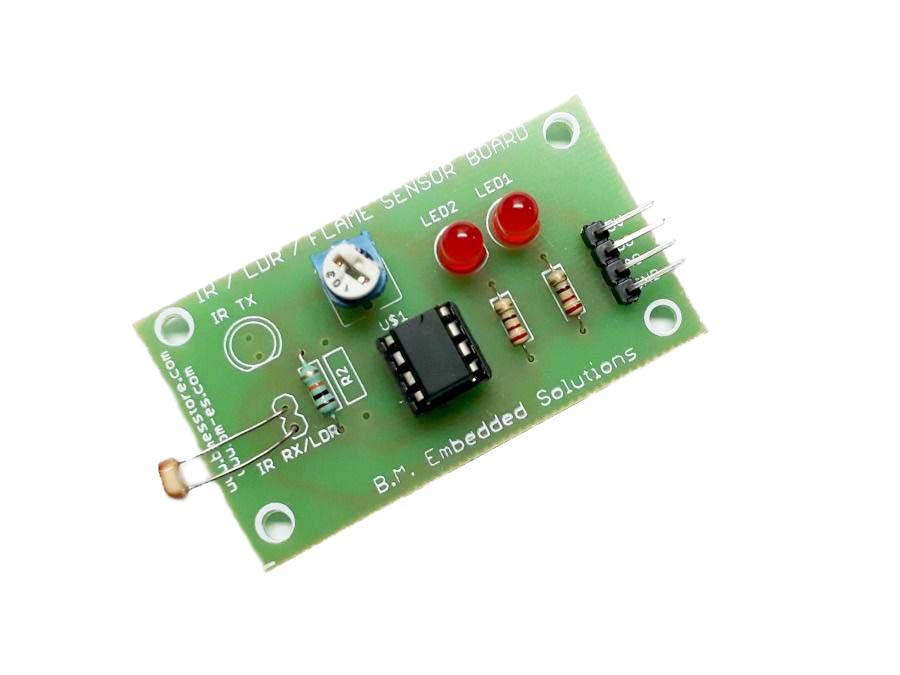 IR / LDR / FLAME SENSOR BOARD
LED2
LED1
IR TX
U$1
R2
IR RX/LDR
B.M. Embedded Solutions